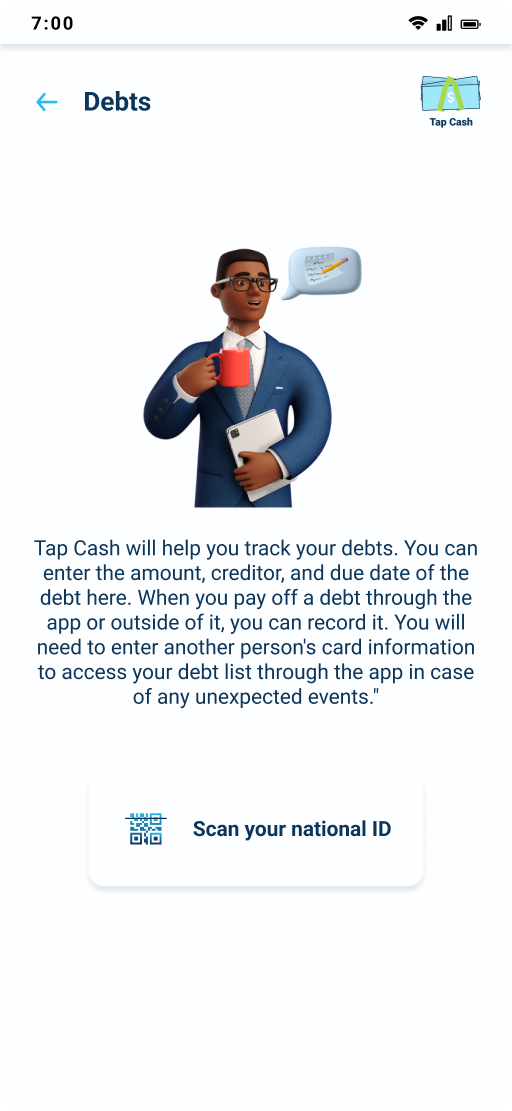 7:00
Debts
Tap Cash
Tap Cash will help you track your debts. You can
enter the amount, creditor, and due date of the
debt here. When you pay off a debt through the
app or outside of it, you can record it. You will
need to enter another person's card information
to access your debt list through the app in case
of any unexpected events."
Scan your national ID